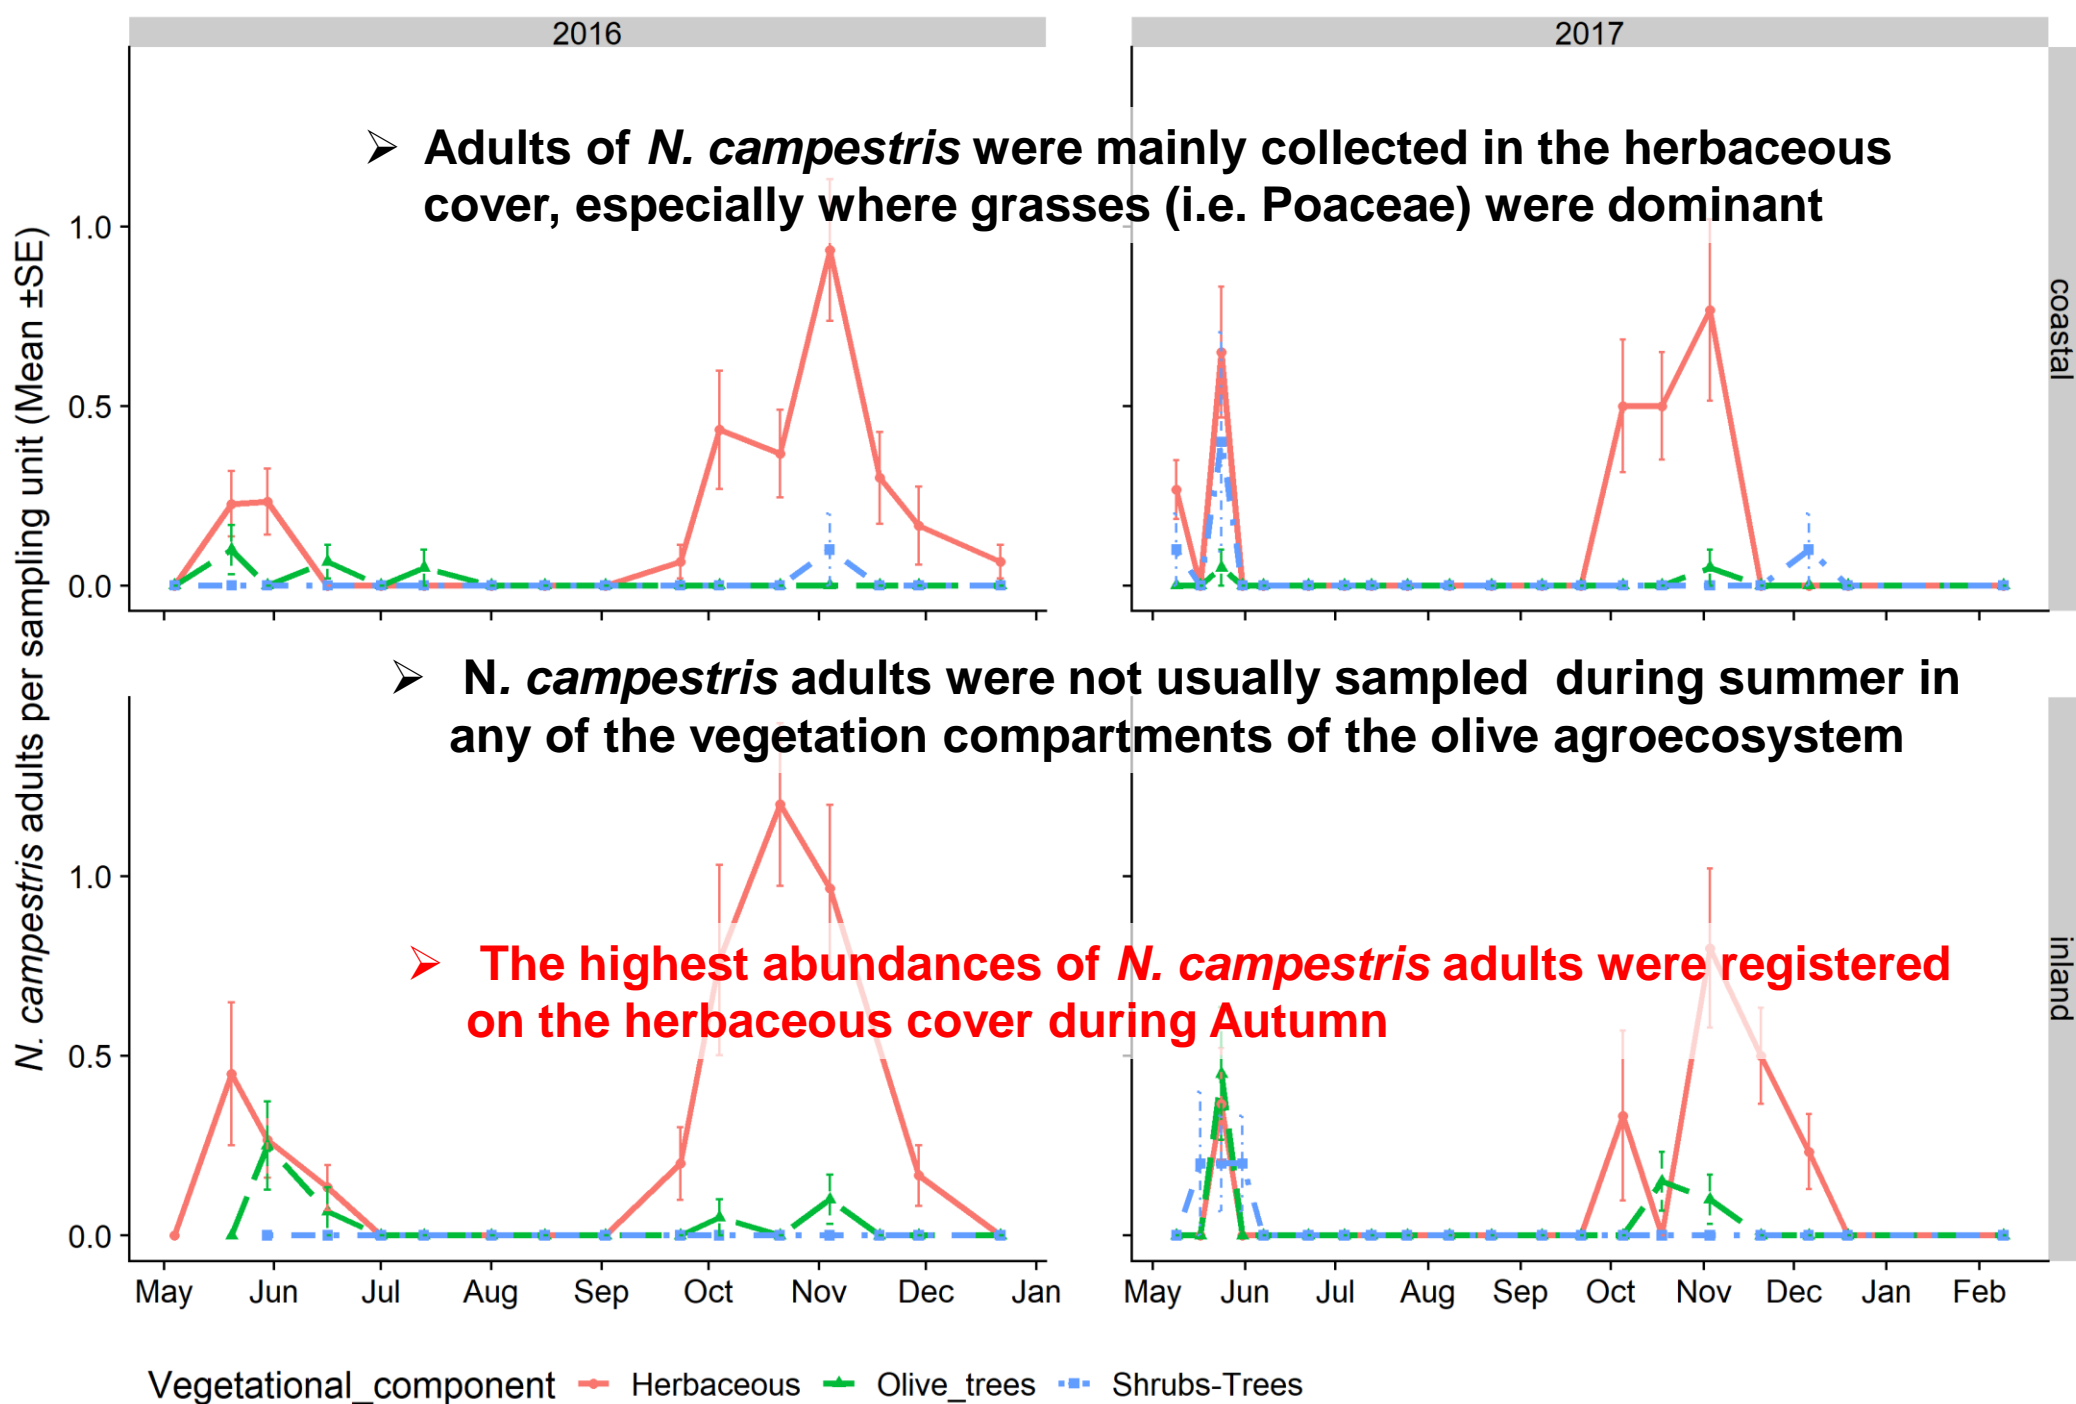 2016
2017
➢ Adults of N. campestris were mainly collected in the herbaceous
cover, especially where grasses (i.e. Poaceae) were dominant
1.0
0.5
0.0
coastal
N. campestris adults per sampling unit (Mean ±SE)
➢ N. campestris adults were not usually sampled during summer in
any of the vegetation compartments of the olive agroecosystem
1.0
0.5
0.0
inland
➢ The highest abundances of N. campestris adults were registered
on the herbaceous cover during Autumn
May Jun Jul Aug Sep Oct Nov Dec Jan
May Jun Jul Aug Sep Oct Nov Dec Jan Feb
Vegetational_component Herbaceous Olive_trees Shrubs-Trees